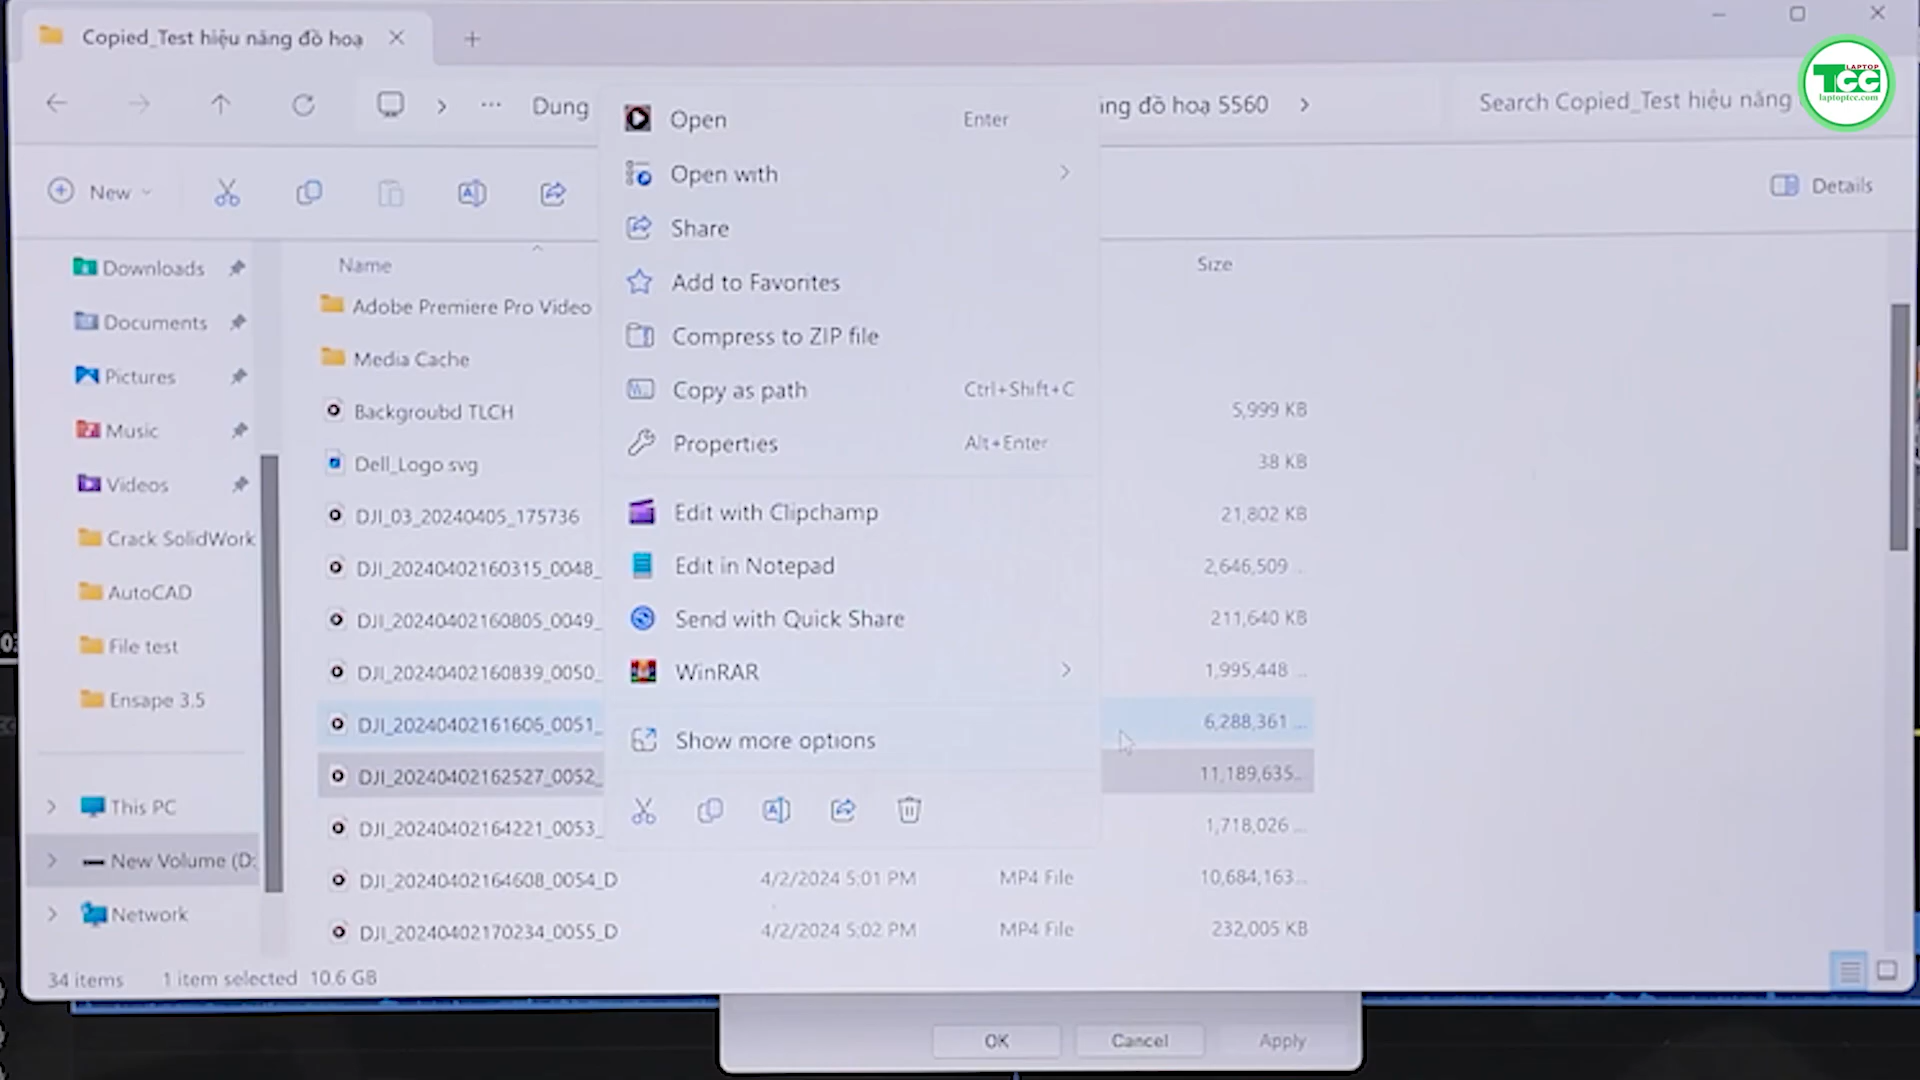 Copied_Test hiệu năng đồ hoạ
LAPTOP
TCC
laptoptcc.com
Dung
ng đồ hoạ 5560
Search Copied_Test hiệu năng
New
Details
Downloads
Documents
Pictures
Music
Videos
Crack SolidWork
AutoCAD
File test
Ensape 3.5
This PC
New Volume (D:
Network
Name
Size
Adobe Premiere Pro Video
Media Cache
Backgroubd TLCH
5,999 KB
Dell_Logo svg
38 KB
DJI_03_20240405_175736
21,802 KB
DJI_20240402160315_0048_
2,646,509 ...
DJI_20240402160805_0049_
211,640 KB
DJI_20240402160839_0050_
1,995,448 ...
DJI_20240402161606_0051_
6,288,361 ...
DJI_20240402162527_0052_
11,189,635...
DJI_20240402164221_0053_
1,718,026 ...
DJI_20240402164608_0054_D
4/2/2024 5:01 PM
MP4 File
10,684,163...
DJI_20240402170234_0055_D
4/2/2024 5:02 PM
MP4 File
232,005 KB
Open
Enter
Open with
Share
Add to Favorites
Compress to ZIP file
Copy as path
Ctrl+Shift+C
Properties
Alt+Enter
Edit with Clipchamp
Edit in Notepad
Send with Quick Share
WinRAR
Show more options
34 items
1 item selected 10.6 GB
OK
Cancel
Apply